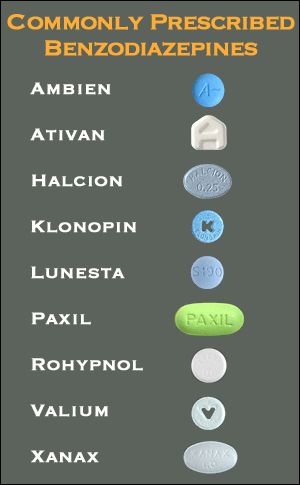 COMMONLY PRESCRIBED
BENZODIAZEPINES
AMBIEN
A~
ATIVAN
HALCION
HALCION
0.25
KLONOPIN
K
LUNESTA
S190
PAXIL
PAXIL
ROHYPNOL
VALIUM
V
XANAX
XANAX